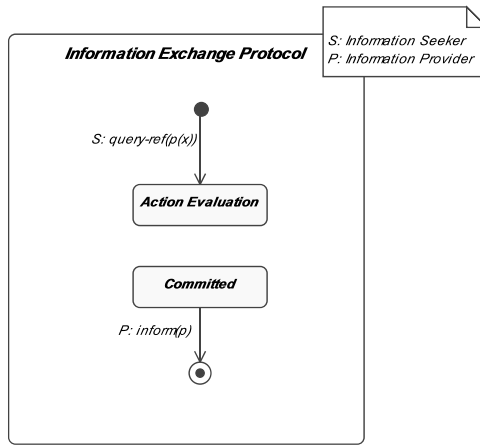 Information Exchange Protocol
S: Information Seeker
P: Information Provider
S: query-ref(p(x))
Action Evaluation
Committed
P: inform(p)